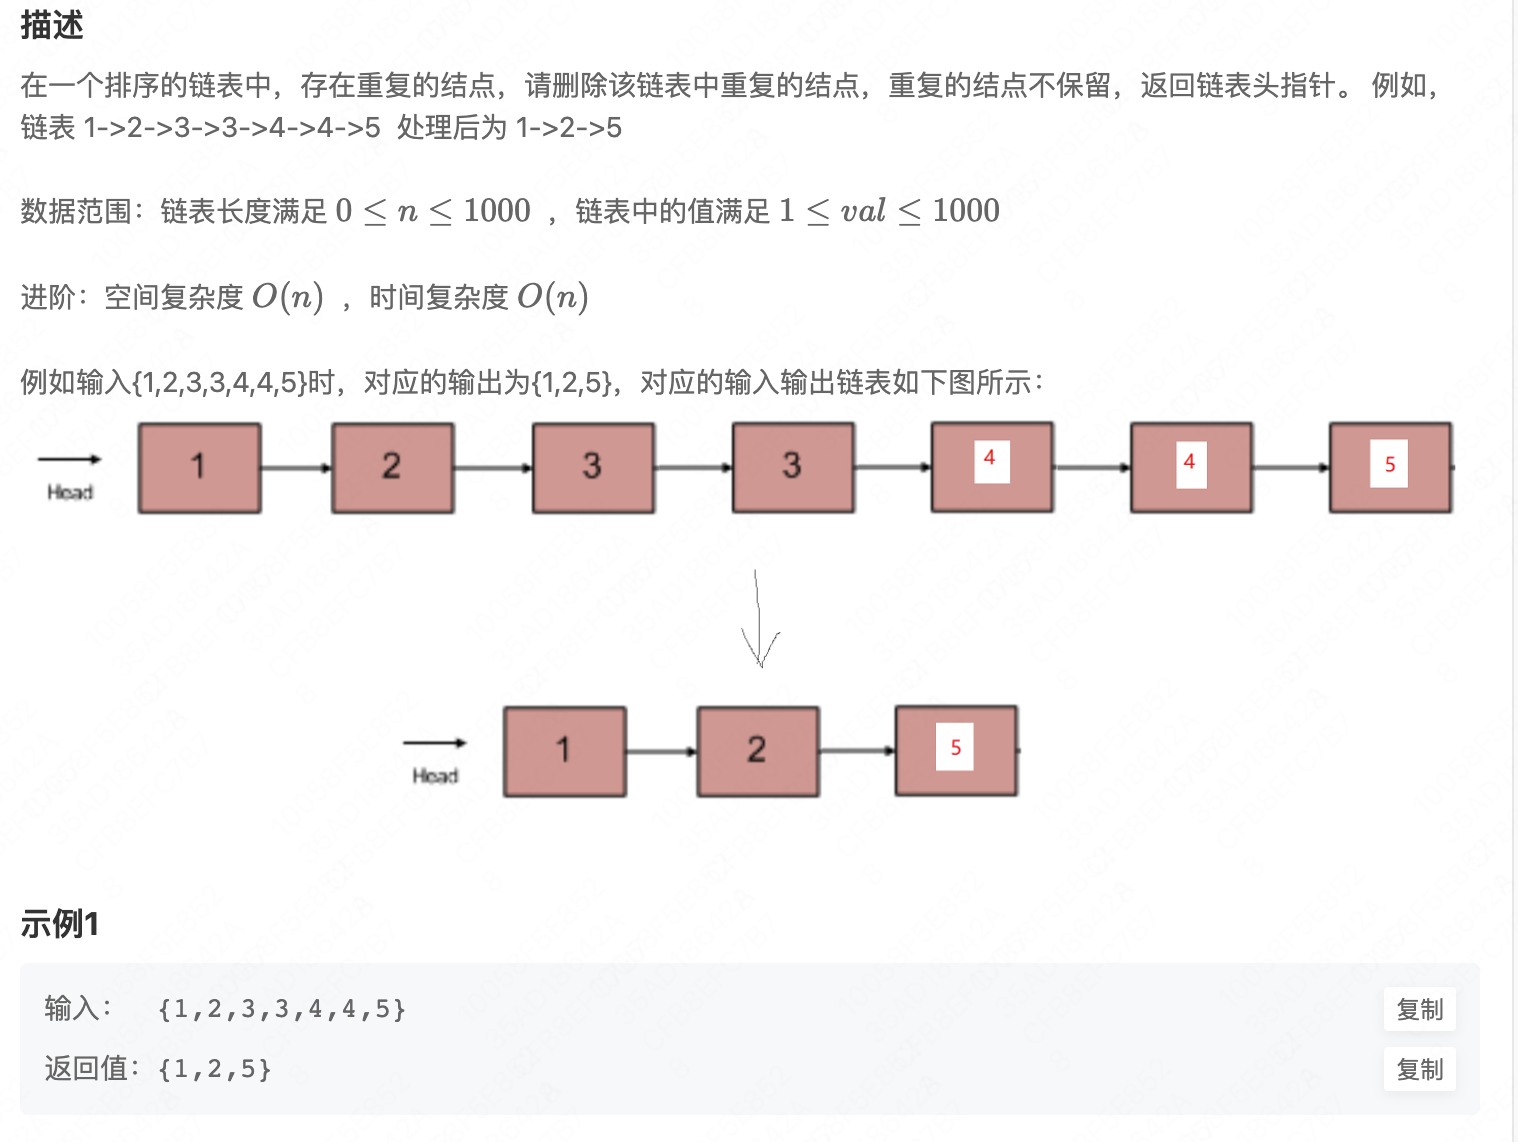 描述
在一个排序的链表中，存在重复的结点，请删除该链表中重复的结点，重复的结点不保留，返回链表头指针。 例如，
链表 1->2->3->3->4->4->5 处理后为 1->2->5
数据范围：链表长度满足 0 ≤ n ≤ 1000 ，链表中的值满足 1 ≤ val ≤ 1000
进阶：空间复杂度 O(n) ，时间复杂度 O(n)
例如输入{1,2,3,3,4,4,5}时，对应的输出为{1,2,5}，对应的输入输出链表如下图所示：
Head 1 2 3 3 4 4 5
Head 1 2 5
示例1
输入： {1,2,3,3,4,4,5} 复制
返回值：{1,2,5} 复制